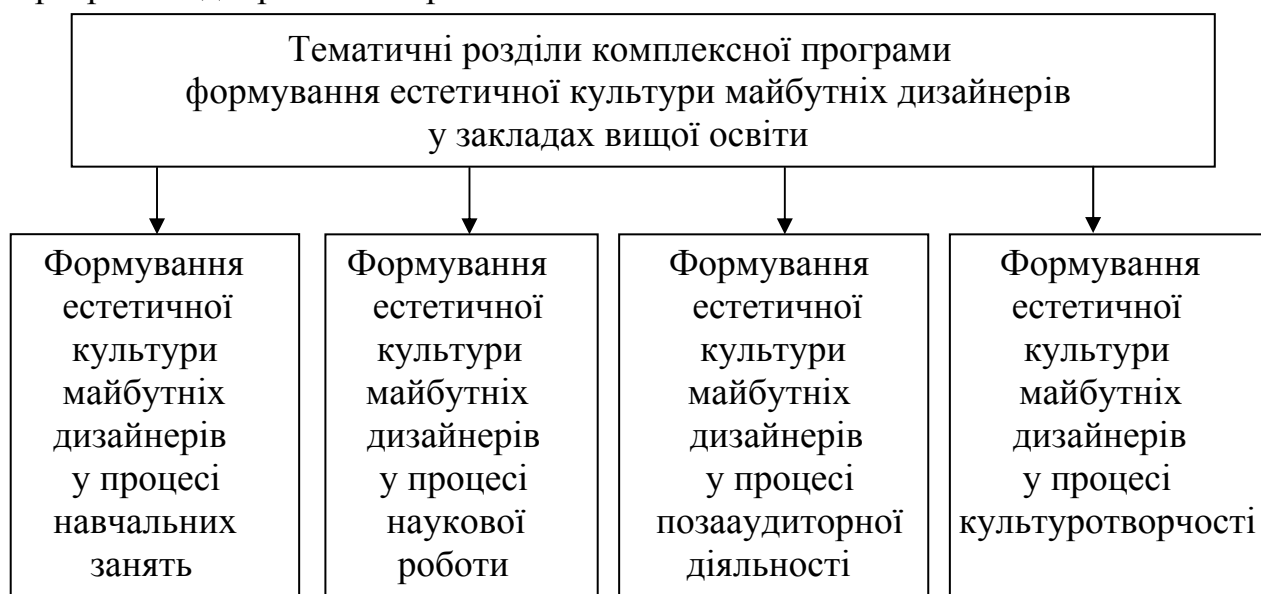 Тематичні розділи комплексної програми
формування естетичної культури майбутніх дизайнерів
у закладах вищої освіти
Формування
естетичної
культури
майбутніх
дизайнерів
у процесі
навчальних
занять
Формування
естетичної
культури
майбутніх
дизайнерів
у процесі
наукової
роботи
Формування
естетичної
культури
майбутніх
дизайнерів
у процесі
позааудиторної
діяльності
Формування
естетичної
культури
майбутніх
дизайнерів
у процесі
культуротворчості